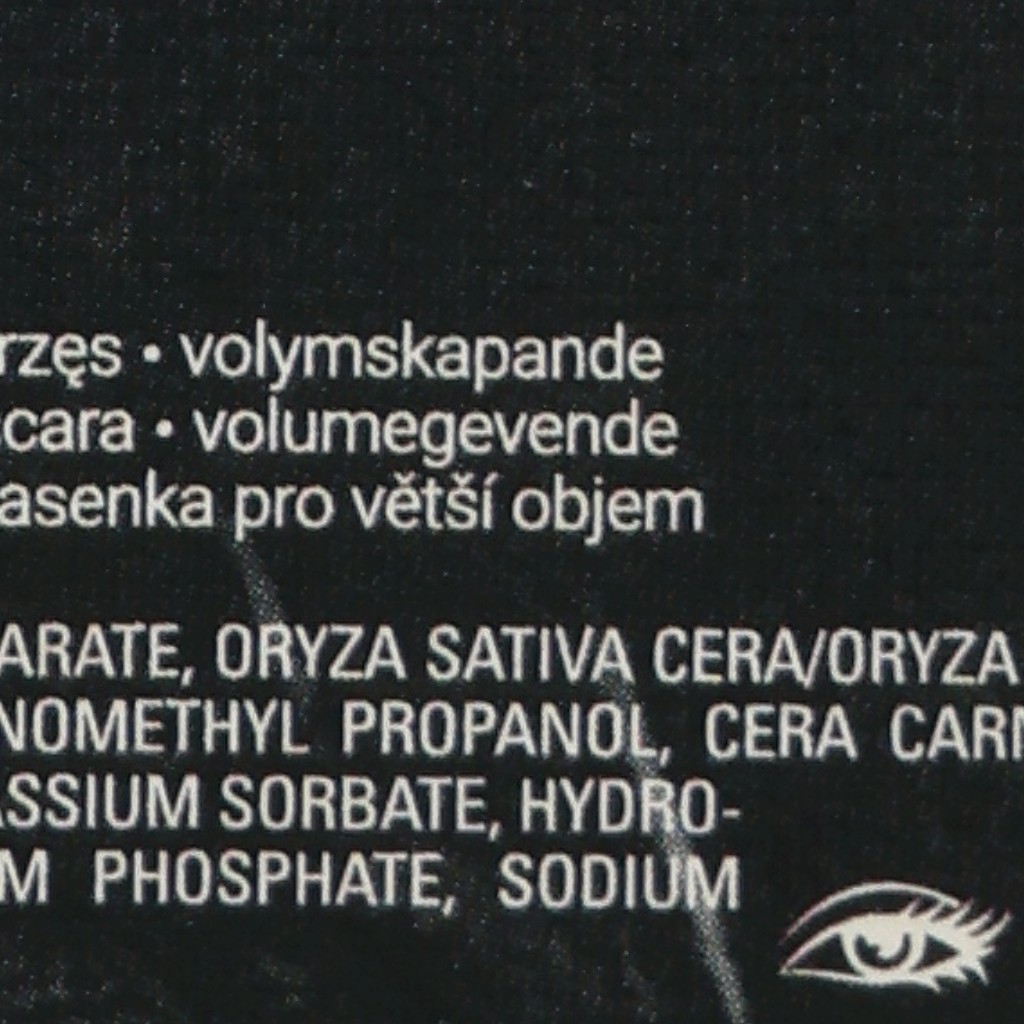 rzęs • volymskapande
scara • volumegevende
asenka pro větší objem
ARATE, ORYZA SATIVA CERA/ORYZA
NOMETHYL PROPANOL, CERA CARN
ASSIUM SORBATE, HYDRO-
M PHOSPHATE, SODIUM